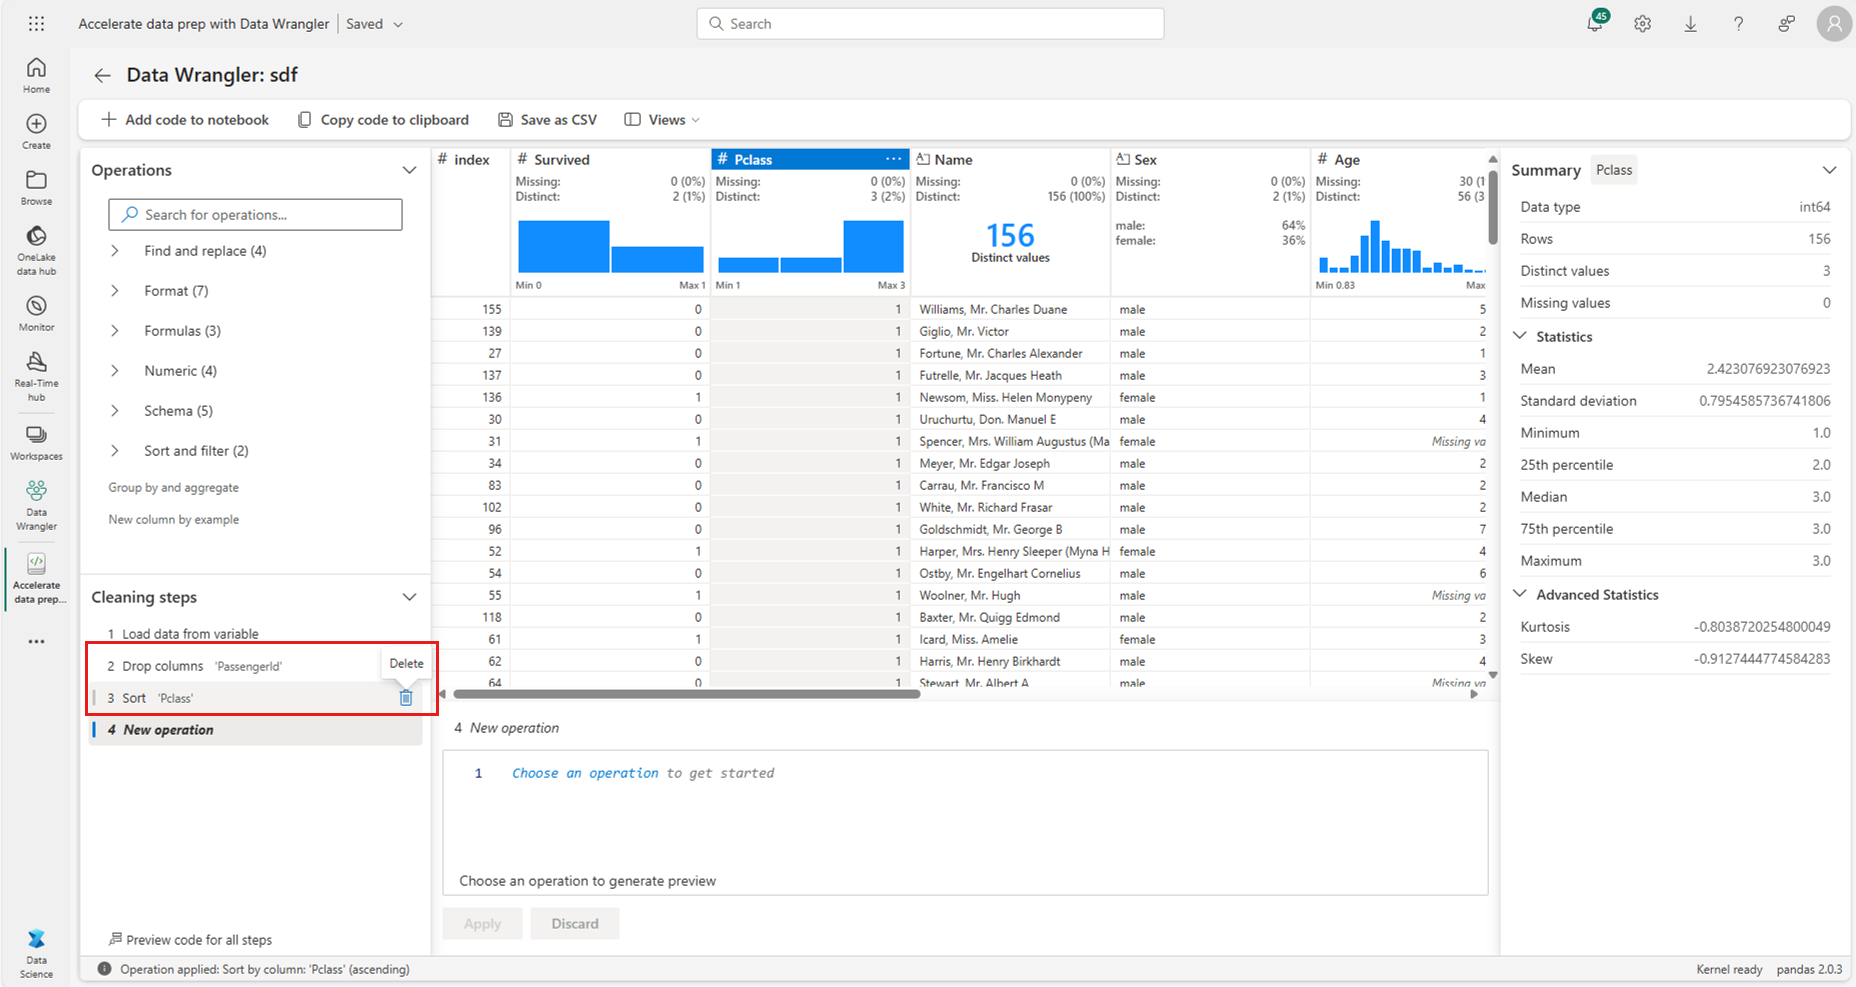 Accelerate data prep with Data Wrangler | Saved
Search
45
Home
Create
Browse
OneLake
data hub
Monitor
Real-Time
hub
Workspaces
Data
Wrangler
Accelerate
data prep...
Data
Science
Data Wrangler: sdf
Add code to notebook
Copy code to clipboard
Save as CSV
Views
Operations
Search for operations...
Find and replace (4)
Format (7)
Formulas (3)
Numeric (4)
Schema (5)
Sort and filter (2)
Group by and aggregate
New column by example
Cleaning steps
1 Load data from variable
2 Drop columns 'PassengerId'
Delete
3 Sort 'Pclass'
4 New operation
Preview code for all steps
# index # Survived # Pclass ... Name Sex # Age
Missing: 0 (0%) Missing: 0 (0%) Missing: 0 (0%) Missing: 0 (0%) Missing: 30 (1
Distinct: 2 (1%) Distinct: 3 (2%) Distinct: 156 (100%) Distinct: 2 (1%) Distinct: 56 (3
156
Distinct values
male: 64%
female: 36%
Min 0 Max 1 Min 1 Max 3 Min 0.83 Max
155 0 1 Williams, Mr. Charles Duane male 5
139 0 1 Giglio, Mr. Victor male 2
27 0 1 Fortune, Mr. Charles Alexander male 1
137 0 1 Futrelle, Mr. Jacques Heath male 3
136 1 1 Newsom, Miss. Helen Monypeny female 1
30 0 1 Uruchurtu, Don. Manuel E male 4
31 1 1 Spencer, Mrs. William Augustus (Ma female Missing va
34 0 1 Meyer, Mr. Edgar Joseph male 2
83 0 1 Carrau, Mr. Francisco M male 2
102 0 1 White, Mr. Richard Frasar male 2
96 0 1 Goldschmidt, Mr. George B male 7
52 1 1 Harper, Mrs. Henry Sleeper (Myna H female 4
54 0 1 Ostby, Mr. Engelhart Cornelius male 6
55 1 1 Woolner, Mr. Hugh male Missing va
118 0 1 Baxter, Mr. Quigg Edmond male 2
61 1 1 Icard, Miss. Amelie female 3
62 0 1 Harris, Mr. Henry Birkhardt male 4
64 0 1 Stewart, Mr. Albert A male Missing va
4 New operation
1 Choose an operation to get started
Choose an operation to generate preview
Apply
Discard
Summary Pclass
Data type int64
Rows 156
Distinct values 3
Missing values 0
Statistics
Mean 2.423076923076923
Standard deviation 0.7954585736741806
Minimum 1.0
25th percentile 2.0
Median 3.0
75th percentile 3.0
Maximum 3.0
Advanced Statistics
Kurtosis -0.8038720254800049
Skew -0.9127444774584283
Operation applied: Sort by column: 'Pclass' (ascending)
Kernel ready pandas 2.0.3